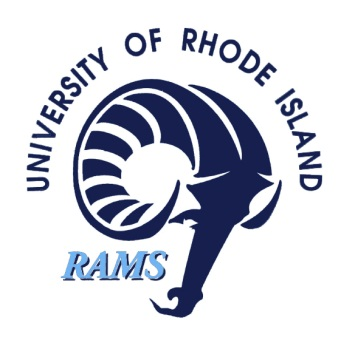 UNIVERSITY OF RHODE ISLAND
RAMS